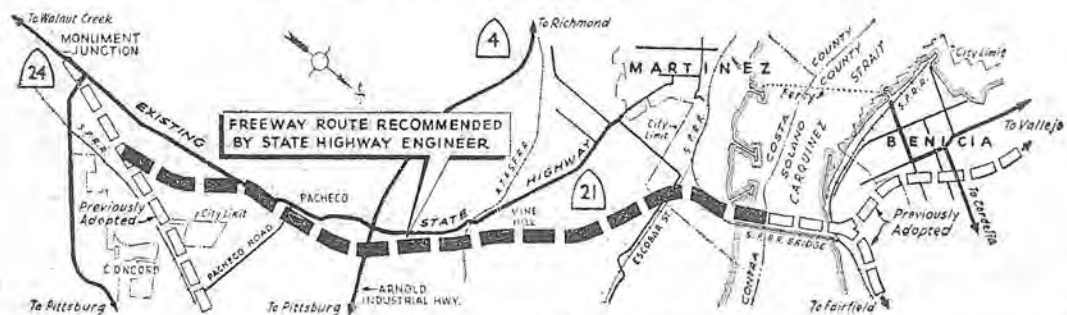 To Walnut Creek
MONUMENT
JUNCTION
24
S.P.R.R.
EXISTING
FREEWAY ROUTE RECOMMENDED
BY STATE HIGHWAY ENGINEER
4
To Richmond
A.T.&S.F.R.R.
HIGHWAY
STATE
21
VINE
HILL
PACHECO
Previously
Adopted
City Limit
PACHECO ROAD
CONCORD
To Pittsburg
To Pittsburg
ARNOLD
INDUSTRIAL HWY.
MARTINEZ
City
Limit
S.P.R.R.
ESCOBAR ST.
Ferry
COUNTY
COUNTY
STRAIT
CONTRA
COSTA
SOLANO
CARQUINEZ
S.P.R.R. BRIDGE
S.P.R.R.
City Limit
BENICIA
To Vallejo
To Cordelia
Previously
Adopted
To Fairfield